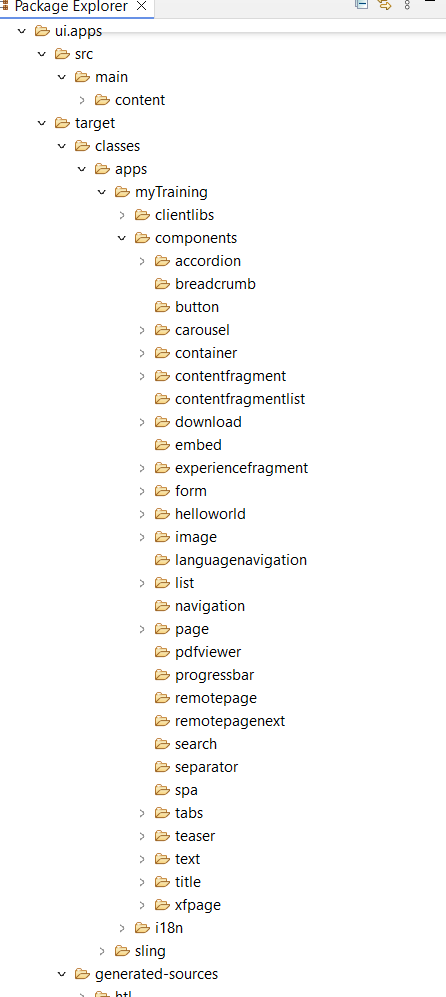 Package Explorer
ui.apps
src
main
content
target
classes
apps
myTraining
clientlibs
components
accordion
breadcrumb
button
carousel
container
contentfragment
contentfragmentlist
download
embed
experiencefragment
form
helloworld
image
languagenavigation
list
navigation
page
pdfviewer
progressbar
remotepage
remotepagenext
search
separator
spa
tabs
teaser
text
title
xfpage
i18n
sling
generated-sources